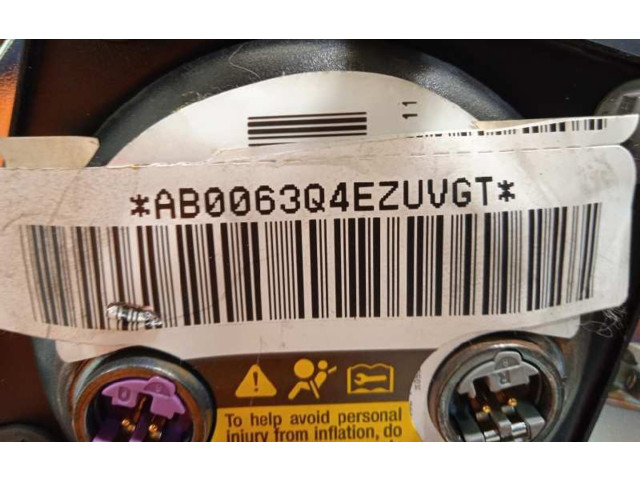 11
*AB0063Q4EZUVGT*
R
To help avoid personal
injury from inflation, do